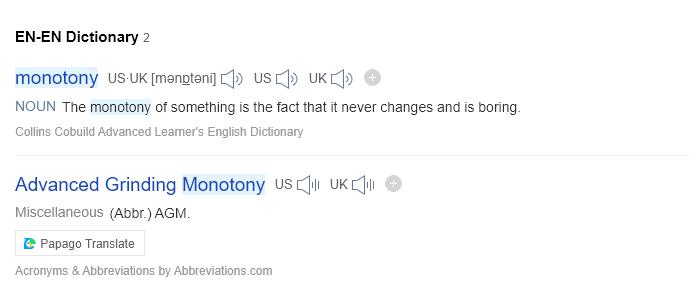 EN-EN Dictionary 2
monotony US·UK [mənɒtəni] US UK
NOUN The monotony of something is the fact that it never changes and is boring.
Collins Cobuild Advanced Learner's English Dictionary
Advanced Grinding Monotony US UK
Miscellaneous (Abbr.) AGM.
Papago Translate
Acronyms & Abbreviations by Abbreviations.com